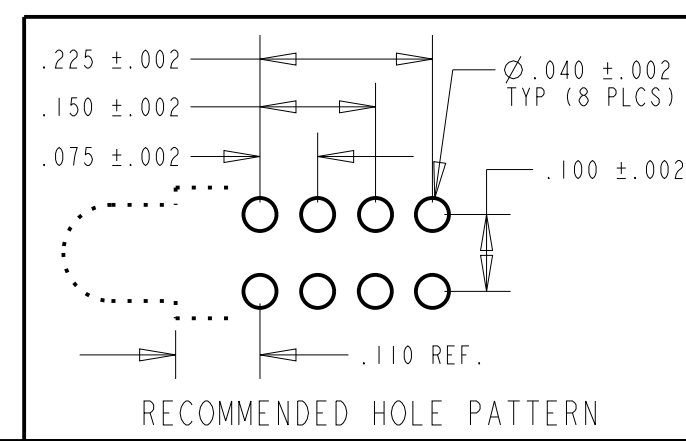 .225 ±.002
Ø.040 ±.002
TYP (8 PLCS)
.150 ±.002
.075 ±.002
.100 ±.002
.110 REF.
RECOMMENDED HOLE PATTERN